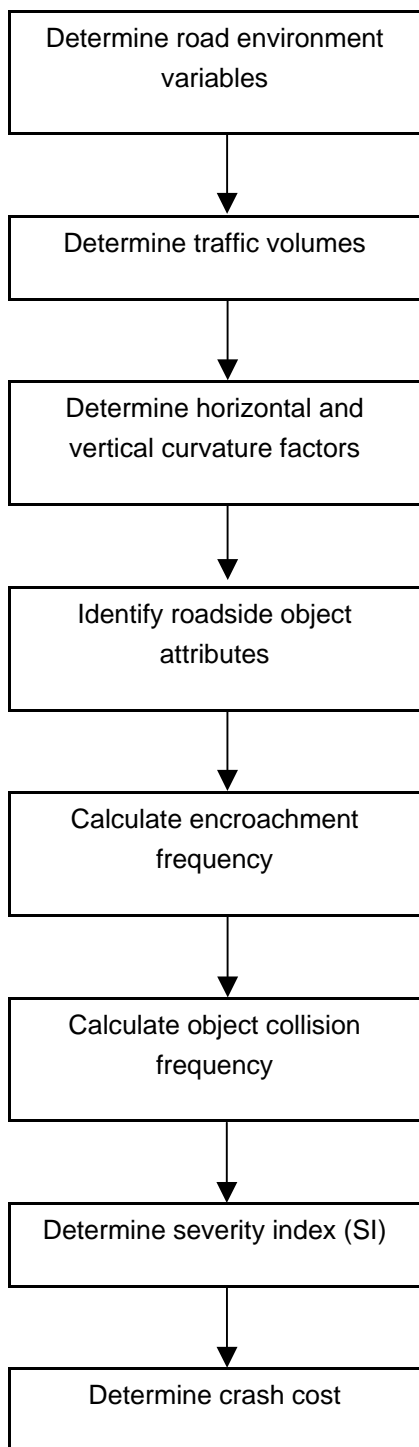 Determine road environment
variables
Determine traffic volumes
Determine horizontal and
vertical curvature factors
Identify roadside object
attributes
Calculate encroachment
frequency
Calculate object collision
frequency
Determine severity index (SI)
Determine crash cost